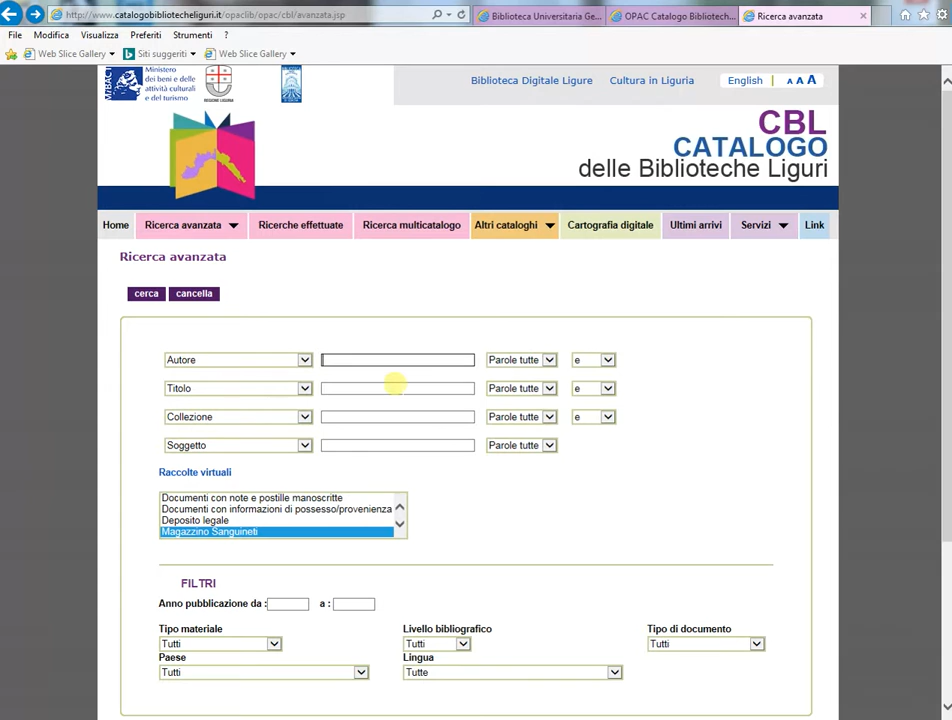 http://www.catalogobibliotecheliguri.it/opaclib/opac/cbl/avanzata.jsp
Biblioteca Universitaria Ge...
OPAC Catalogo Bibliotech...
Ricerca avanzata
File Modifica Visualizza Preferiti Strumenti ?
Web Slice Gallery Siti suggeriti Web Slice Gallery
MIBACT
Ministero
dei beni e delle
attività culturali
e del turismo
REGIONE LIGURIA
Biblioteca Digitale Ligure Cultura in Liguria English | A A A
CBL
CATALOGO
delle Biblioteche Liguri
Home Ricerca avanzata Ricerche effettuate Ricerca multicatalogo Altri cataloghi Cartografia digitale Ultimi arrivi Servizi Link
Ricerca avanzata
cerca cancella
Autore Parole tutte e
Titolo Parole tutte e
Collezione Parole tutte e
Soggetto Parole tutte
Raccolte virtuali
Documenti con note e postille manoscritte
Documenti con informazioni di possesso/provenienza
Deposito legale
Magazzino Sanguineti
FILTRI
Anno pubblicazione da : a :
Tipo materiale Livello bibliografico Tipo di documento
Tutti Tutti Tutti
Paese Lingua
Tutti Tutte